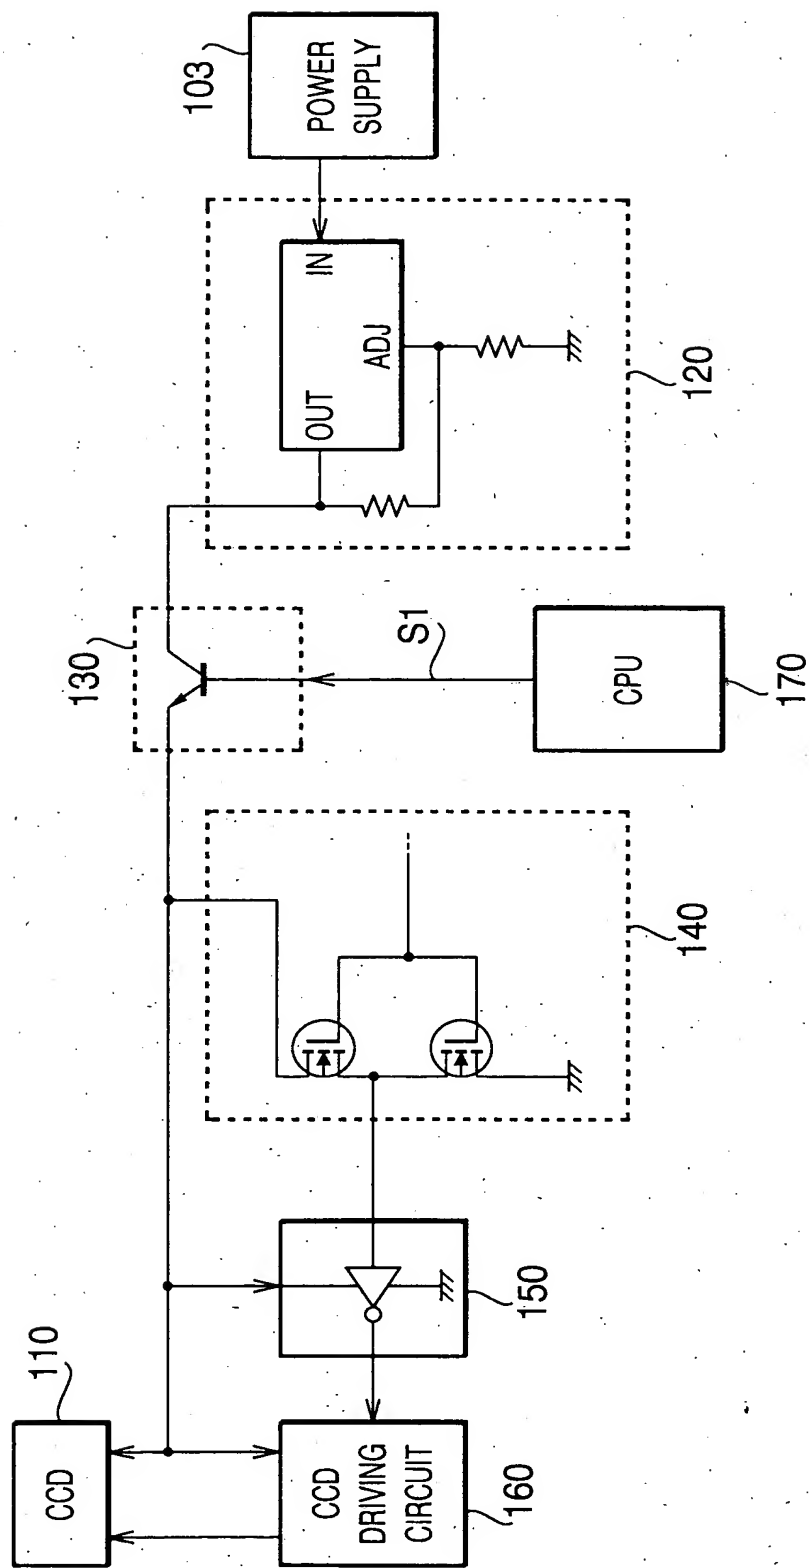 110
CCD
CCD
DRIVING
CIRCUIT
160
150
140
130
S1
CPU
170
OUT
IN
ADJ
120
103
POWER
SUPPLY